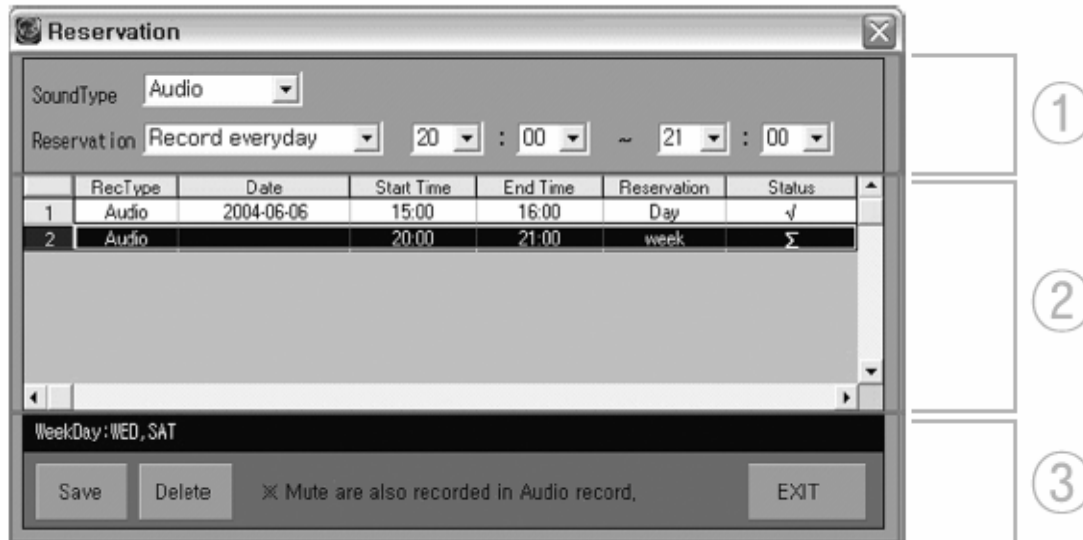 Reservation
SoundType Audio
Reservation Record everyday 20 : 00 ~ 21 : 00
RecType Date Start Time End Time Reservation Status
1 Audio 2004-06-06 15:00 16:00 Day √
2 Audio 20:00 21:00 week Σ
WeekDay:WED,SAT
Save Delete ※ Mute are also recorded in Audio record, EXIT
①
②
③